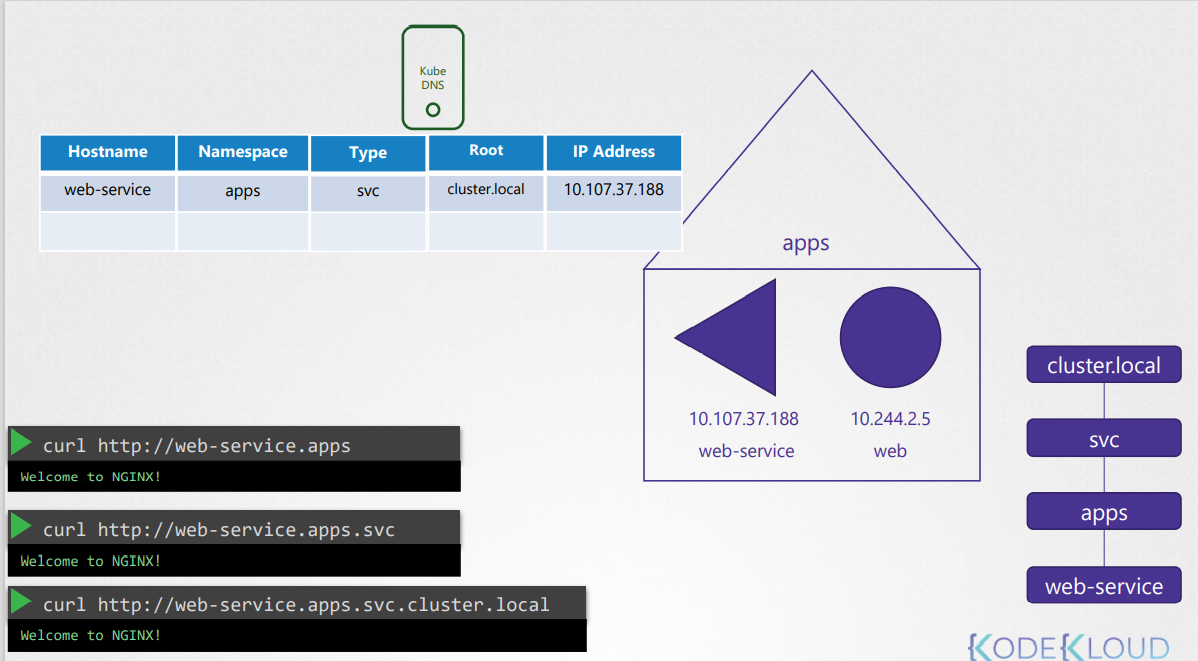 Kube
DNS
Hostname Namespace Type Root IP Address
web-service apps svc cluster.local 10.107.37.188
apps
10.107.37.188 10.244.2.5
web-service web
curl http://web-service.apps
Welcome to NGINX!
curl http://web-service.apps.svc
Welcome to NGINX!
curl http://web-service.apps.svc.cluster.local
Welcome to NGINX!
cluster.local
svc
apps
web-service
KODEKLOUD